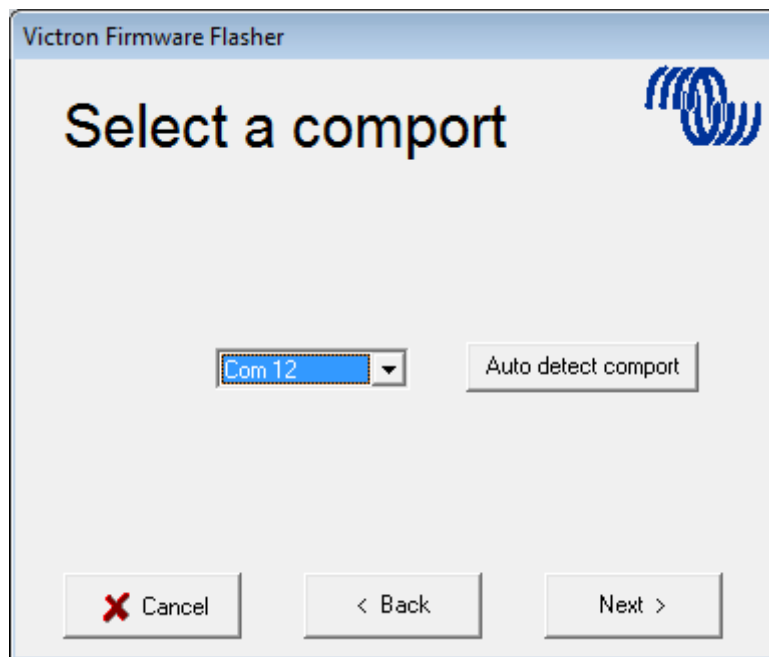 Victron Firmware Flasher
Select a comport
Com 12
Auto detect comport
Cancel
< Back
Next >